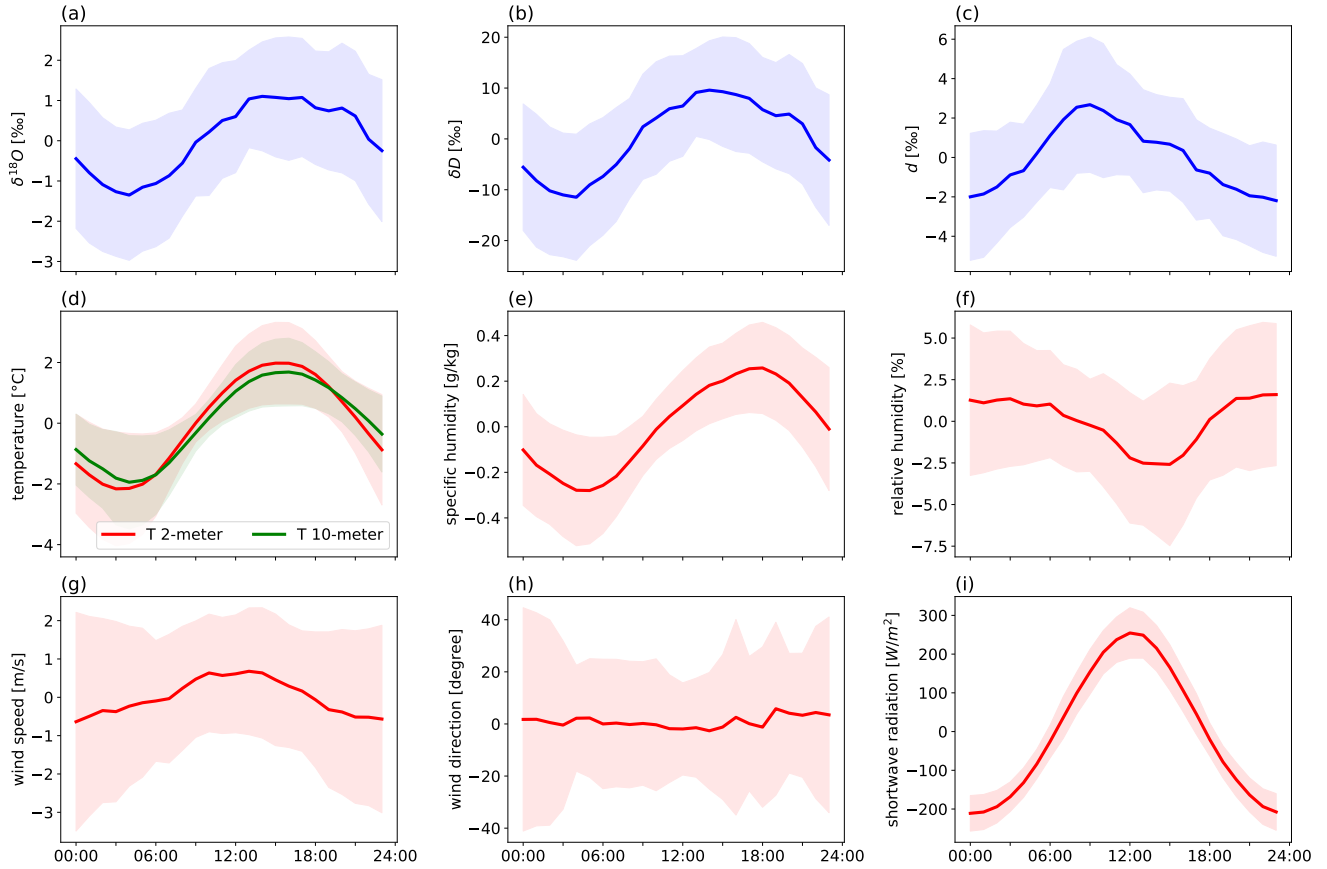 (a)
(b)
(c)
2
1
0
−1
−2
−3
δ18O [‰]
20
10
0
−10
−20
δD [‰]
6
4
2
0
−2
−4
d [‰]
(d)
(e)
(f)
2
0
−2
−4
temperature [°C]
T 2-meter
T 10-meter
0.4
0.2
0.0
−0.2
−0.4
specific humidity [g/kg]
5.0
2.5
0.0
−2.5
−5.0
−7.5
relative humidity [%]
(g)
(h)
(i)
2
1
0
−1
−2
−3
wind speed [m/s]
40
20
0
−20
−40
wind direction [degree]
300
200
100
0
−100
−200
shortwave radiation [W/m2]
00:00 06:00 12:00 18:00 24:00
00:00 06:00 12:00 18:00 24:00
00:00 06:00 12:00 18:00 24:00